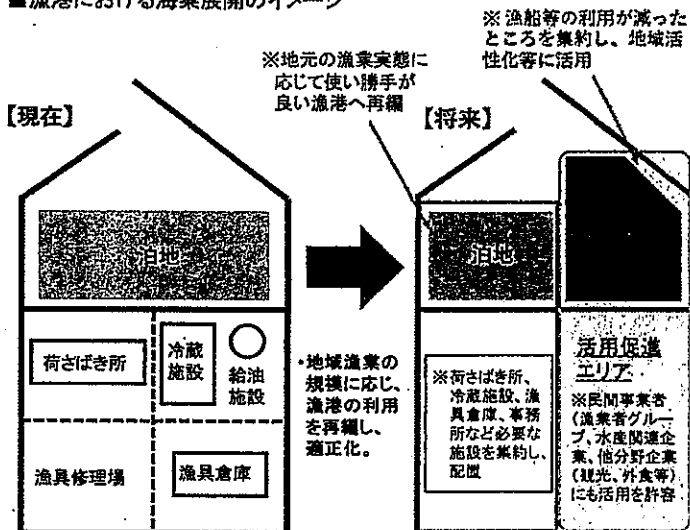 ■漁港における海業展開のイメージ
※漁船等の利用が減った
ところを集約し、地域活
性化等に活用
※地元の漁業実態に
応じて使い勝手が
良い漁港へ再編
【現在】
【将来】
泊地
泊地
荷さばき所
冷蔵
施設
給油
施設
漁具修理場
漁具倉庫
・地域漁業の
規模に応じ、
漁港の利用
を再編し、
適正化。
※荷さばき所、
冷蔵施設、漁
具倉庫、事務
所など必要な
施設を集約し、
配置
活用促進
エリア
※民間事業者
(漁業者グルー
プ、水産関連企
業、他分野企業
(観光、外食等)
にも活用を許容